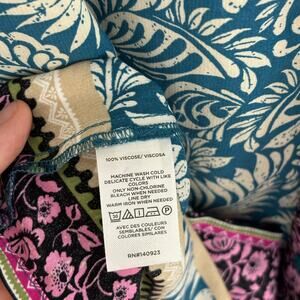 100% VISCOSE/ VISCOSA
MACHINE WASH COLD
DELICATE CYCLE WITH LIKE
COLORS
ONLY NON-CHLORINE
BLEACH WHEN NEEDED
LINE DRY
WARM IRON WHEN NEEDED
AVEC DES COULEURS
SEMBLABLES/ CON
COLORES SIMILARES
RN#140923